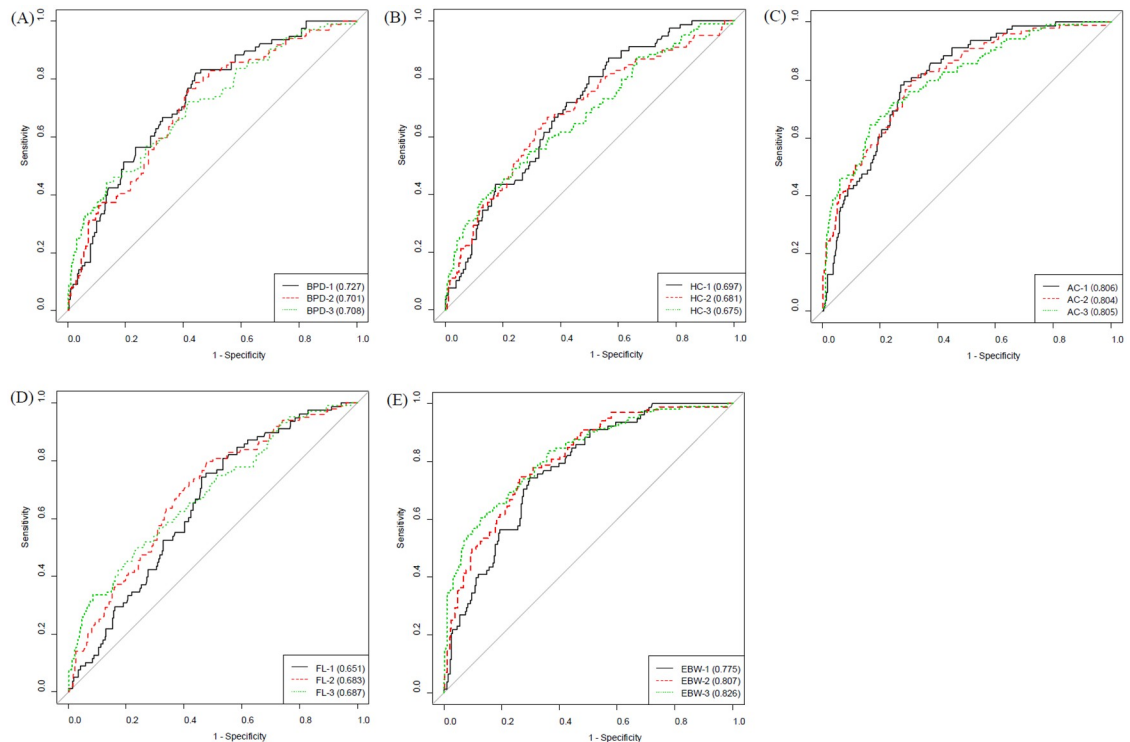 (A)
Sensitivity
0.0 0.2 0.4 0.6 0.8 1.0
BPD-1 (0.727)
BPD-2 (0.701)
BPD-3 (0.708)
0.0 0.2 0.4 0.6 0.8 1.0
1 - Specificity
(B)
Sensitivity
0.0 0.2 0.4 0.6 0.8 1.0
HC-1 (0.697)
HC-2 (0.681)
HC-3 (0.675)
0.0 0.2 0.4 0.6 0.8 1.0
1 - Specificity
(C)
Sensitivity
0.0 0.2 0.4 0.6 0.8 1.0
AC-1 (0.806)
AC-2 (0.804)
AC-3 (0.805)
0.0 0.2 0.4 0.6 0.8 1.0
1 - Specificity
(D)
Sensitivity
0.0 0.2 0.4 0.6 0.8 1.0
FL-1 (0.651)
FL-2 (0.683)
FL-3 (0.687)
0.0 0.2 0.4 0.6 0.8 1.0
1 - Specificity
(E)
Sensitivity
0.0 0.2 0.4 0.6 0.8 1.0
EBW-1 (0.775)
EBW-2 (0.807)
EBW-3 (0.826)
0.0 0.2 0.4 0.6 0.8 1.0
1 - Specificity